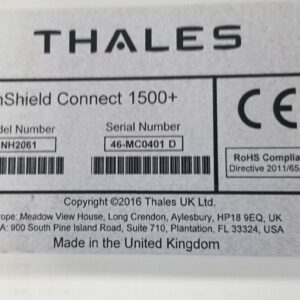 THALES
nShield Connect 1500+
del Number
Serial Number
NH2061
46-MC0401 D
CE
RoHS Complian
Directive 2011/65
Copyright©2016 Thales UK Ltd.
rope: Meadow View House, Long Crendon, Aylesbury, HP18 9EQ, UK
A: 900 South Pine Island Road, Suite 710, Plantation, FL 33324, USA
Made in the United Kingdom